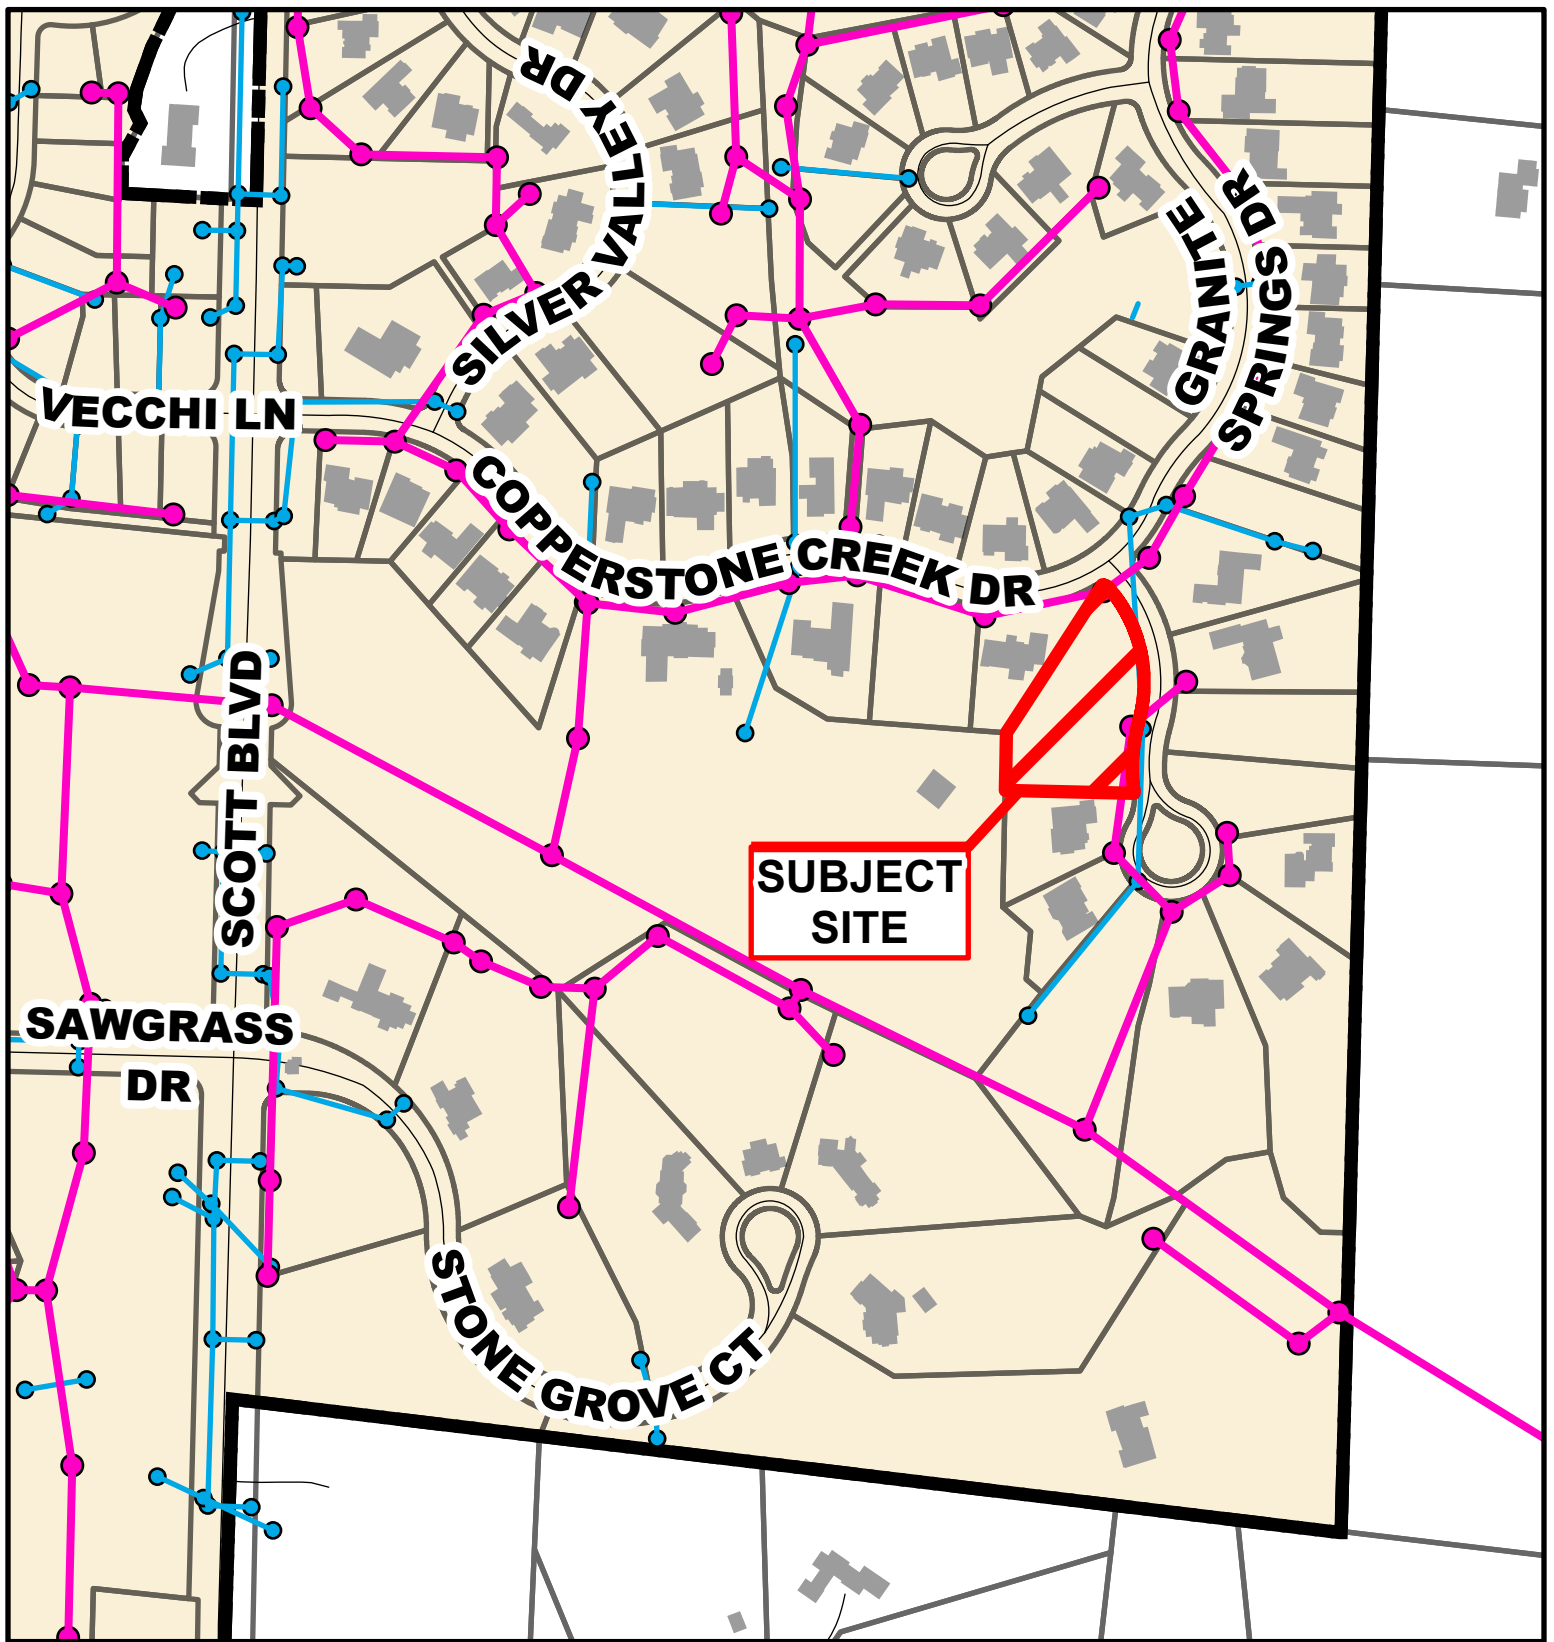 SILVER VALLEY DR
GRANITE
SPRINGS DR
VECCHI LN
COPPERSTONE CREEK DR
SCOTT BLVD
SUBJECT
SITE
SAWGRASS
DR
STONE GROVE CT